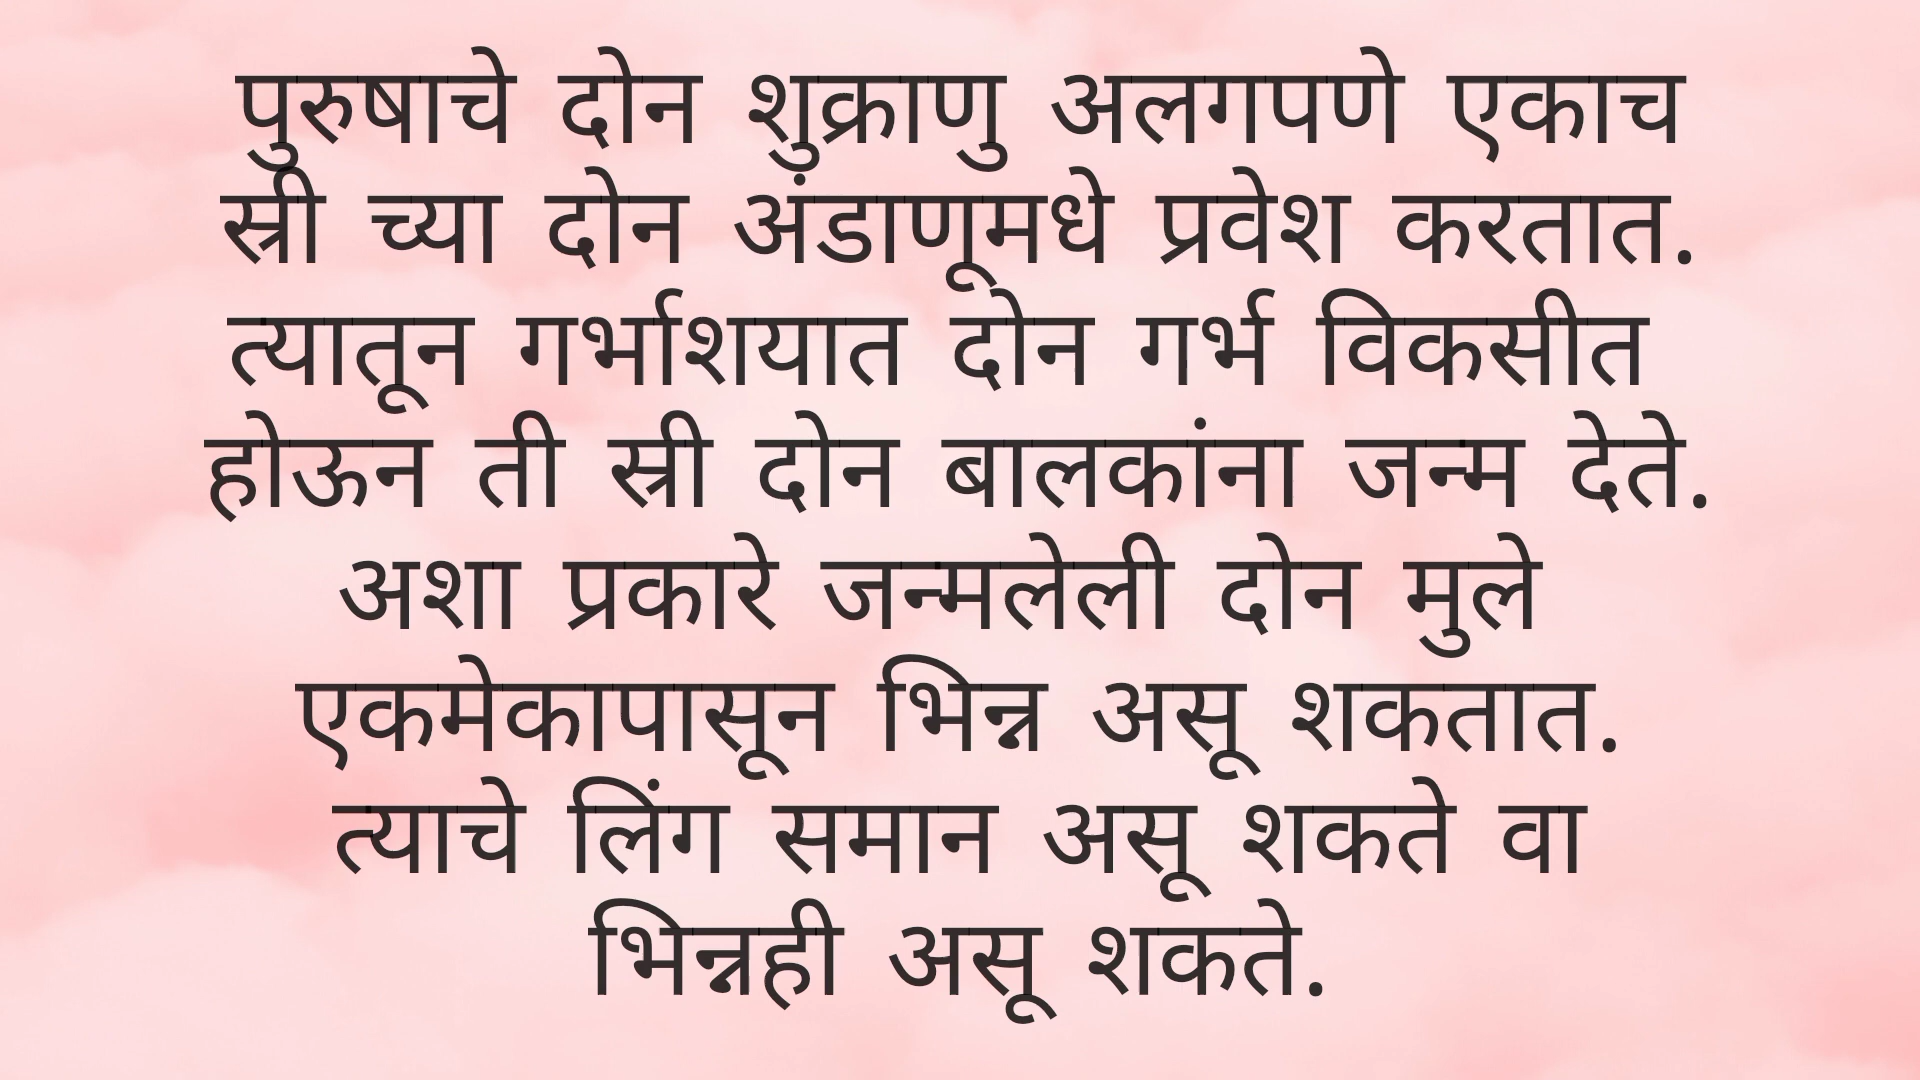 पुरुषाचे दोन शुक्राणु अलगपणे एकाच
स्री च्या दोन अंडाणूमधे प्रवेश करतात.
त्यातून गर्भाशयात दोन गर्भ विकसीत
होऊन ती स्री दोन बालकांना जन्म देते.
अशा प्रकारे जन्मलेली दोन मुले
एकमेकापासून भिन्न असू शकतात.
त्याचे लिंग समान असू शकते वा
भिन्नही असू शकते.